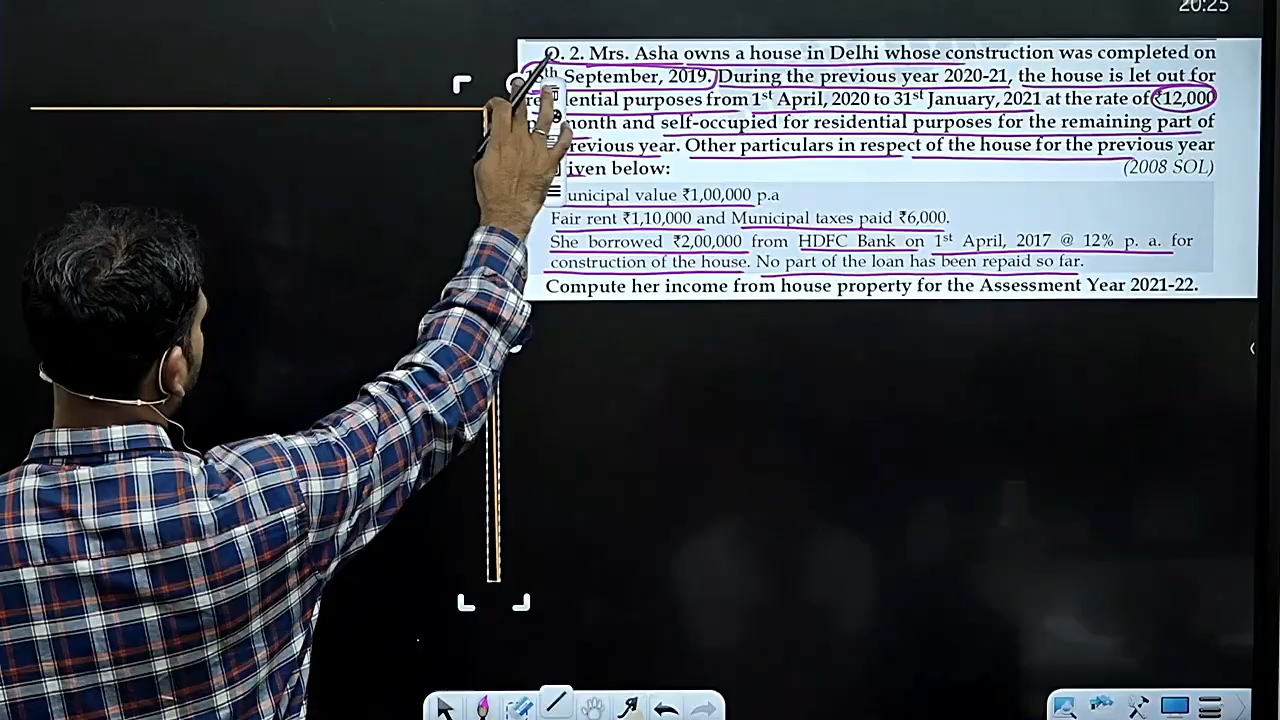 20:25
Q. 2. Mrs. Asha owns a house in Delhi whose construction was completed on
th September, 2019. During the previous year 2020-21, the house is let out for
ential purposes from 1st April, 2020 to 31st January, 2021 at the rate of ₹12,000
onth and self-occupied for residential purposes for the remaining part of
revious year. Other particulars in respect of the house for the previous year
iven below: (2008 SOL)
unicipal value ₹1,00,000 p.a
Fair rent ₹1,10,000 and Municipal taxes paid ₹6,000.
She borrowed ₹2,00,000 from HDFC Bank on 1st April, 2017 @ 12% p. a. for
construction of the house. No part of the loan has been repaid so far.
Compute her income from house property for the Assessment Year 2021-22.